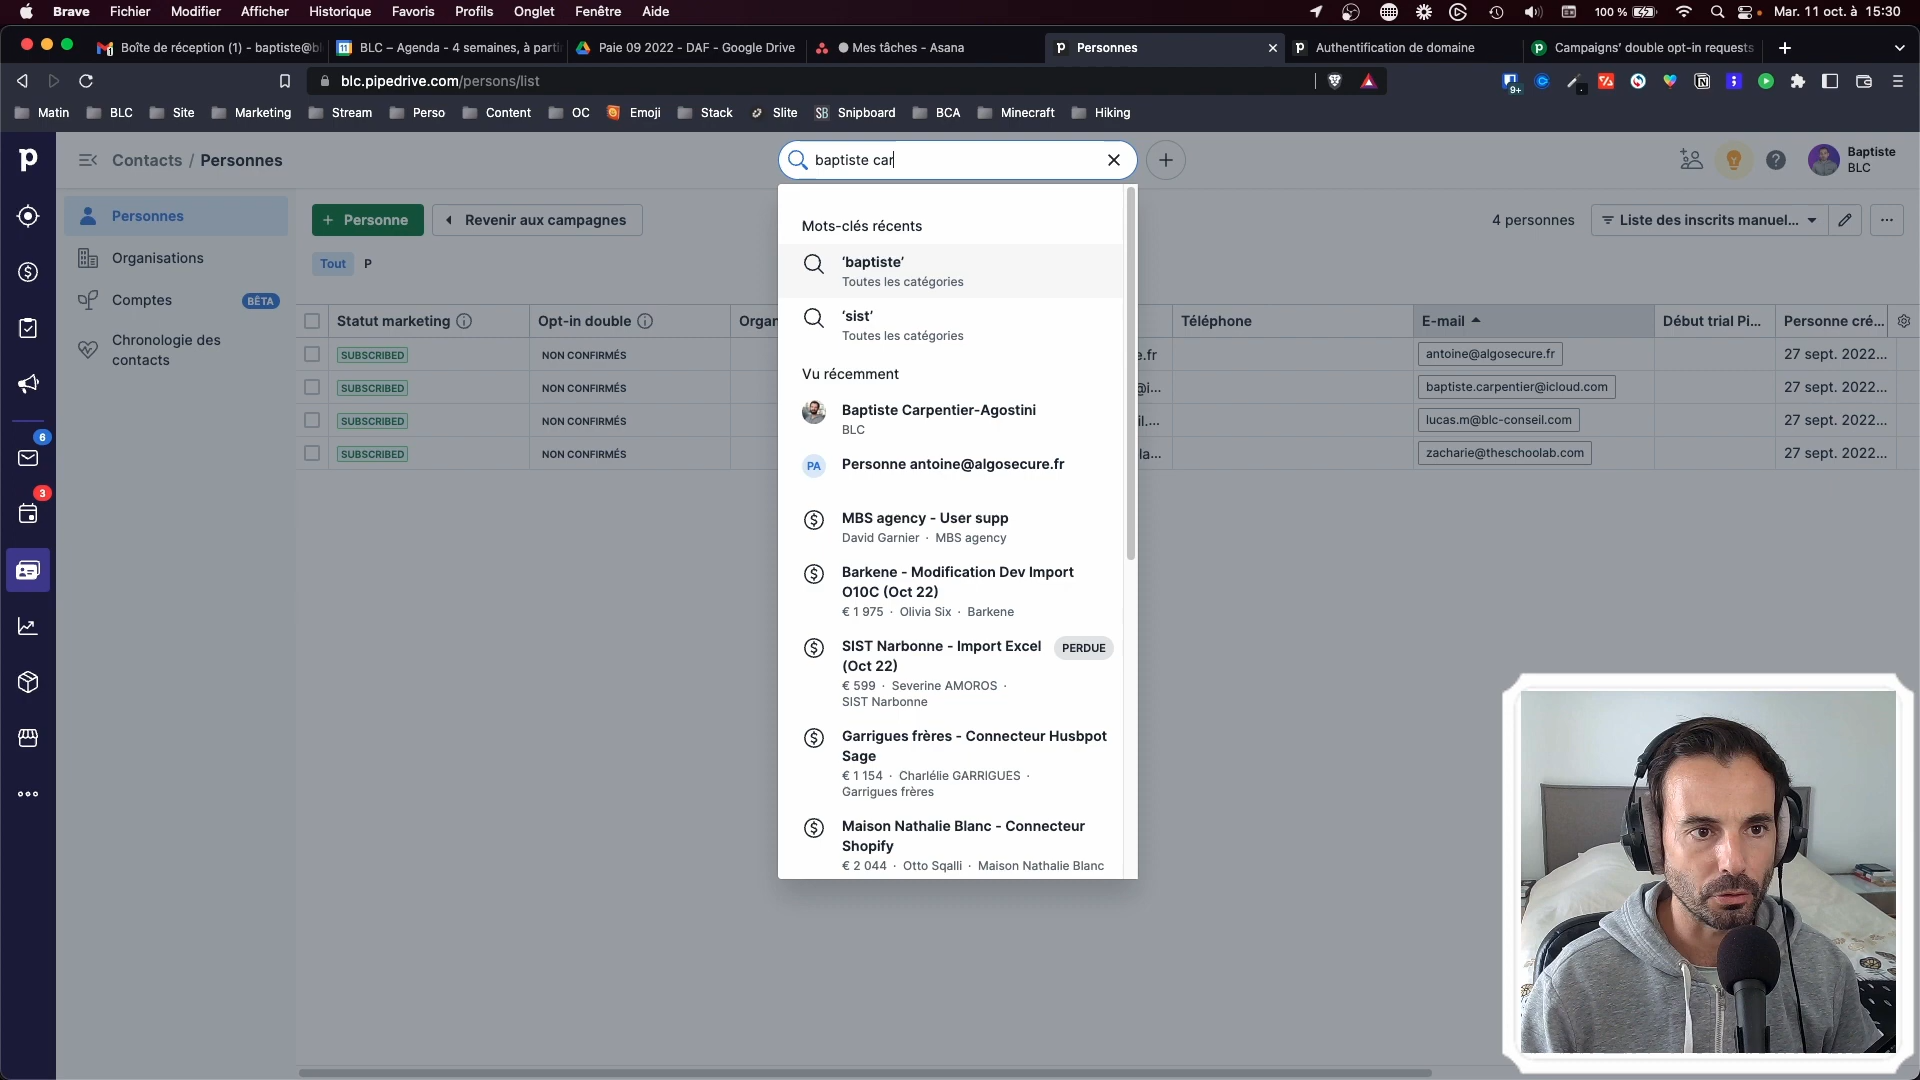 Brave Fichier Modifier Afficher Historique Favoris Profils Onglet Fenêtre Aide 100 % Mar. 11 oct. à 15:30
Boîte de réception (1) - baptiste@bl
BLC – Agenda - 4 semaines, à parti
Paie 09 2022 - DAF - Google Drive
Mes tâches - Asana
Personnes
Authentification de domaine
Campaigns' double opt-in requests
blc.pipedrive.com/persons/list
9+
Matin BLC Site Marketing Stream Perso Content OC Emoji Stack Slite SB Snipboard BCA Minecraft Hiking
Contacts / Personnes
baptiste car
Baptiste
BLC
Personnes
Organisations
Comptes BÊTA
Chronologie des
contacts
6
3
+ Personne
Revenir aux campagnes
4 personnes
Liste des inscrits manuel...
Tout P
Statut marketing Opt-in double Organ Téléphone E-mail Début trial Pi... Personne cré...
SUBSCRIBED NON CONFIRMÉS e.fr antoine@algosecure.fr 27 sept. 2022...
SUBSCRIBED NON CONFIRMÉS @i... baptiste.carpentier@icloud.com 27 sept. 2022...
SUBSCRIBED NON CONFIRMÉS il.... lucas.m@blc-conseil.com 27 sept. 2022...
SUBSCRIBED NON CONFIRMÉS la... zacharie@theschoolab.com 27 sept. 2022...
Mots-clés récents
‘baptiste’
Toutes les catégories
‘sist’
Toutes les catégories
Vu récemment
Baptiste Carpentier-Agostini
BLC
PA Personne antoine@algosecure.fr
MBS agency - User supp
David Garnier · MBS agency
Barkene - Modification Dev Import
O10C (Oct 22)
€ 1 975 · Olivia Six · Barkene
SIST Narbonne - Import Excel PERDUE
(Oct 22)
€ 599 · Severine AMOROS ·
SIST Narbonne
Garrigues frères - Connecteur Husbpot
Sage
€ 1 154 · Charlélie GARRIGUES ·
Garrigues frères
Maison Nathalie Blanc - Connecteur
Shopify
€ 2 044 · Otto Sqalli · Maison Nathalie Blanc